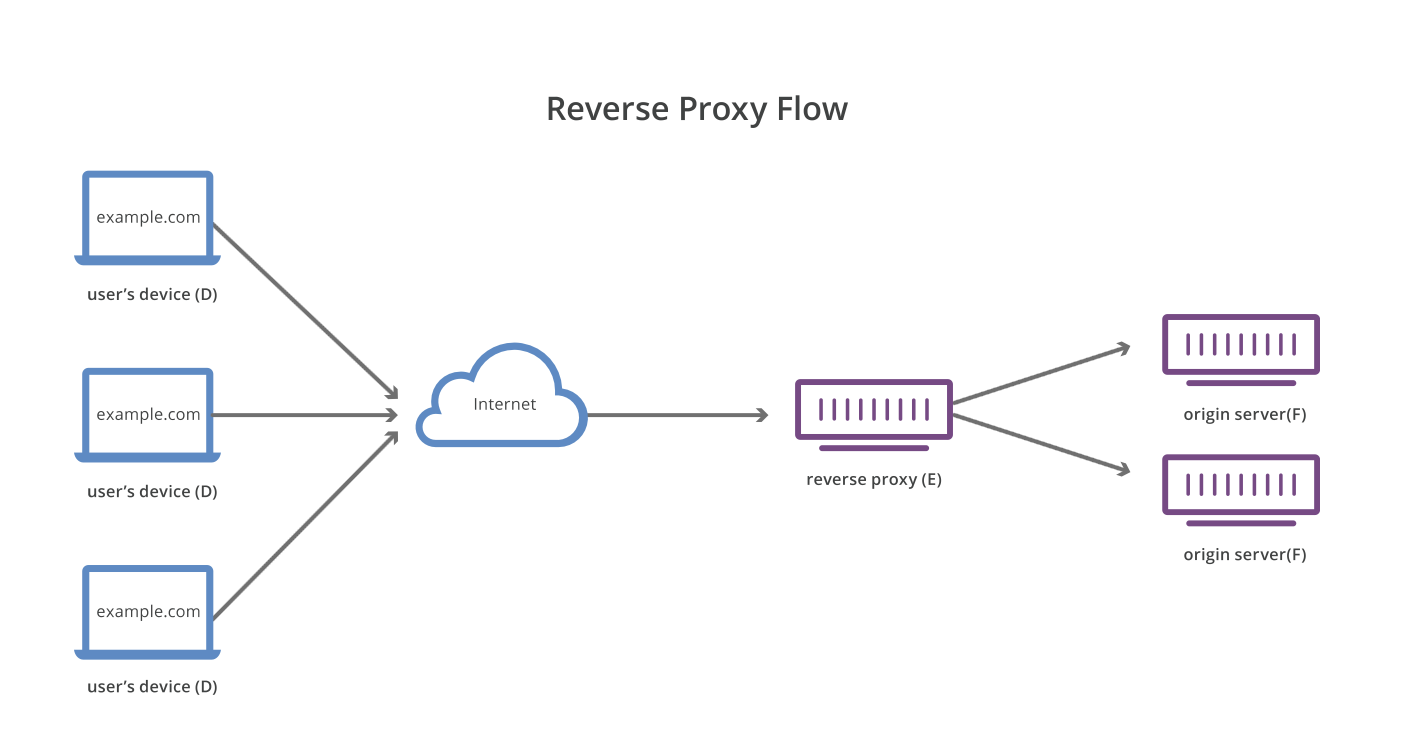 Reverse Proxy Flow
example.com
user’s device (D)
example.com
user’s device (D)
example.com
user’s device (D)
Internet
reverse proxy (E)
origin server(F)
origin server(F)